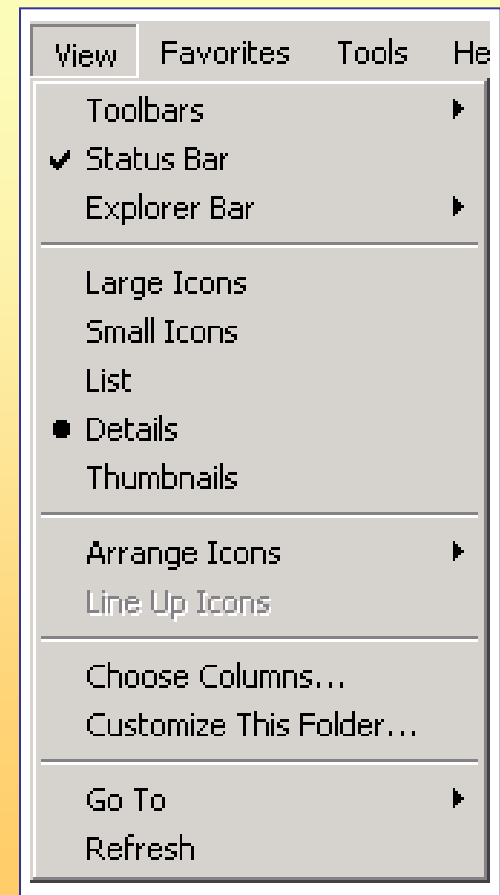 View Favorites Tools He
Toolbars
Status Bar
Explorer Bar
Large Icons
Small Icons
List
Details
Thumbnails
Arrange Icons
Line Up Icons
Choose Columns...
Customize This Folder...
Go To
Refresh